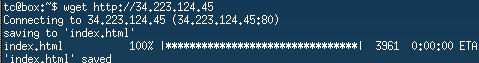 tc@box:~$ wget http://34.223.124.45
Connecting to 34.223.124.45 (34.223.124.45:80)
saving to 'index.html'
index.html           100% |********************************|  3961  0:00:00 ETA
'index.html' saved